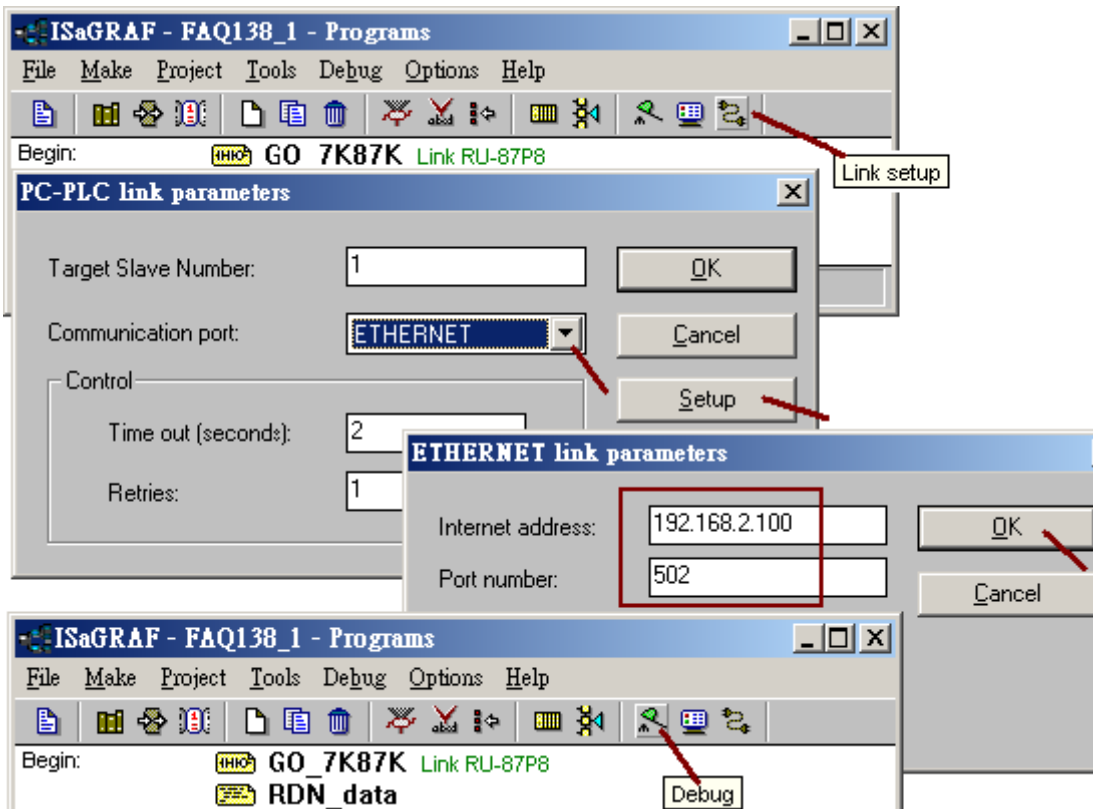 ISaGRAF - FAQ138_1 - Programs
File Make Project Tools Debug Options Help
Begin: GO_7K87K Link RU-87P8
Link setup
PC-PLC link parameters
Target Slave Number: 1 OK
Communication port: ETHERNET Cancel
Control
Setup
Time out (seconds): 2
Retries: 1
ETHERNET link parameters
Internet address: 192.168.2.100 OK
Port number: 502
Cancel
ISaGRAF - FAQ138_1 - Programs
File Make Project Tools Debug Options Help
Begin: GO_7K87K Link RU-87P8
RDN_data
Debug